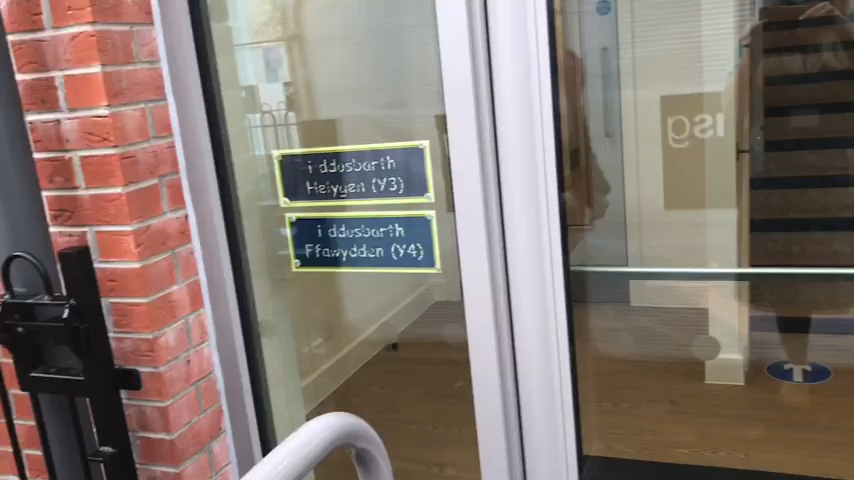 i ddosbarth
Helygen (Y3)
i ddosbarth
Ffawydden (Y4)
isg